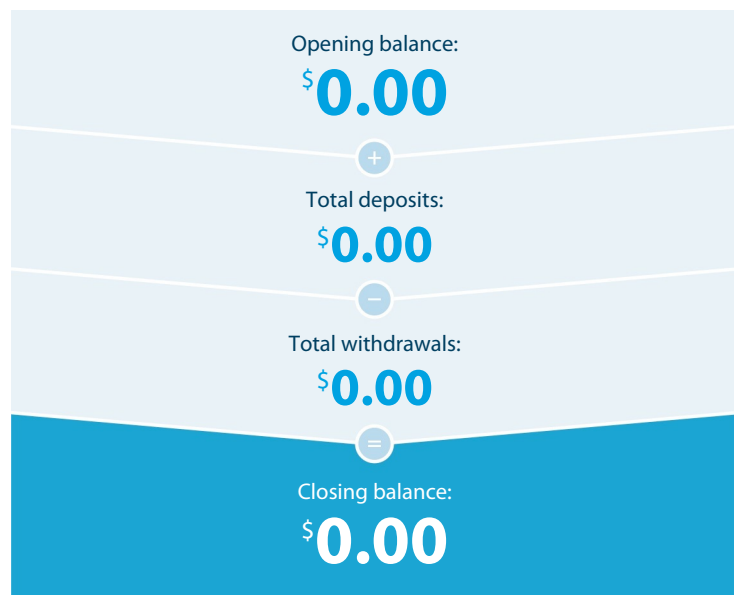 Opening balance:
$0.00
+
Total deposits:
$0.00
−
Total withdrawals:
$0.00
=
Closing balance:
$0.00